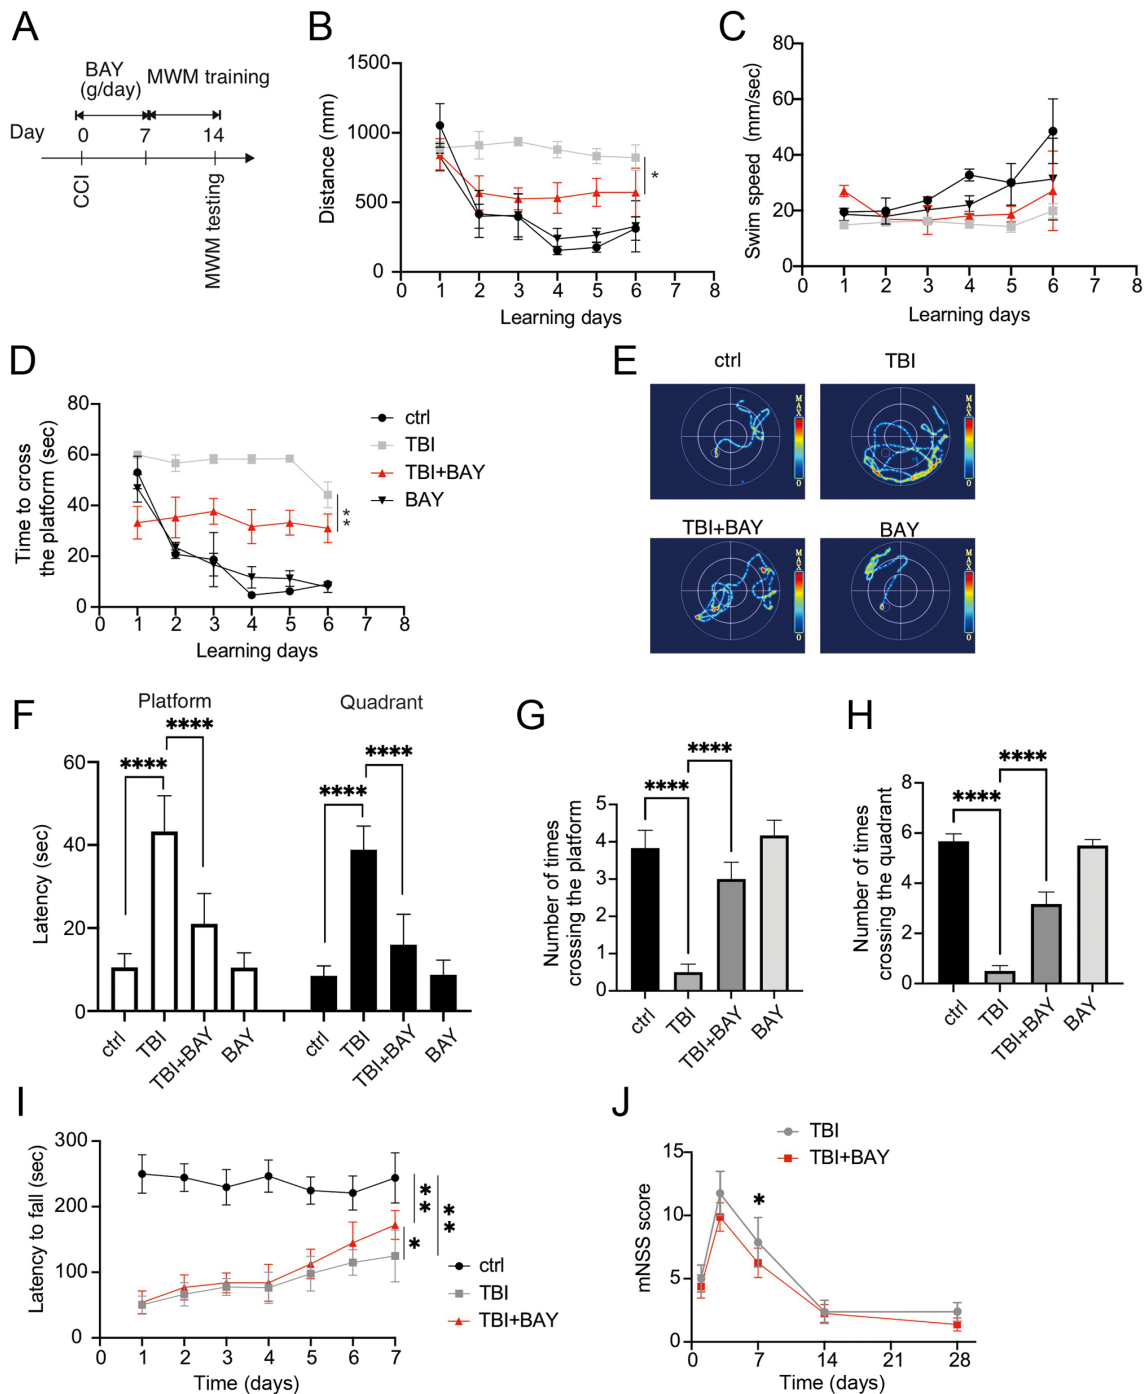 A
BAY
(g/day)
MWM training
Day
0
7
14
CCI
MWM testing
B
Distance (mm)
1500
1000
500
0
0 1 2 3 4 5 6 7 8
Learning days
*
C
Swim speed (mm/sec)
80
60
40
20
0
0 1 2 3 4 5 6 7 8
Learning days
D
Time to cross
the platform (sec)
80
60
40
20
0
0 1 2 3 4 5 6 7 8
Learning days
**
ctrl
TBI
TBI+BAY
BAY
E
ctrl
TBI
MAX
0
MAX
0
TBI+BAY
BAY
MAX
0
MAX
0
F
Platform
Quadrant
**** ****
**** ****
Latency (sec)
60
40
20
0
ctrl TBI TBI+BAY BAY
ctrl TBI TBI+BAY BAY
G
Number of times
crossing the platform
5
4
3
2
1
0
**** ****
ctrl TBI TBI+BAY BAY
H
Number of times
crossing the quadrant
8
6
4
2
0
**** ****
ctrl TBI TBI+BAY BAY
I
Latency to fall (sec)
300
200
100
0
0 1 2 3 4 5 6 7
Time (days)
** **
*
ctrl
TBI
TBI+BAY
J
TBI
TBI+BAY
mNSS score
15
10
5
0
*
0 7 14 21 28
Time (days)